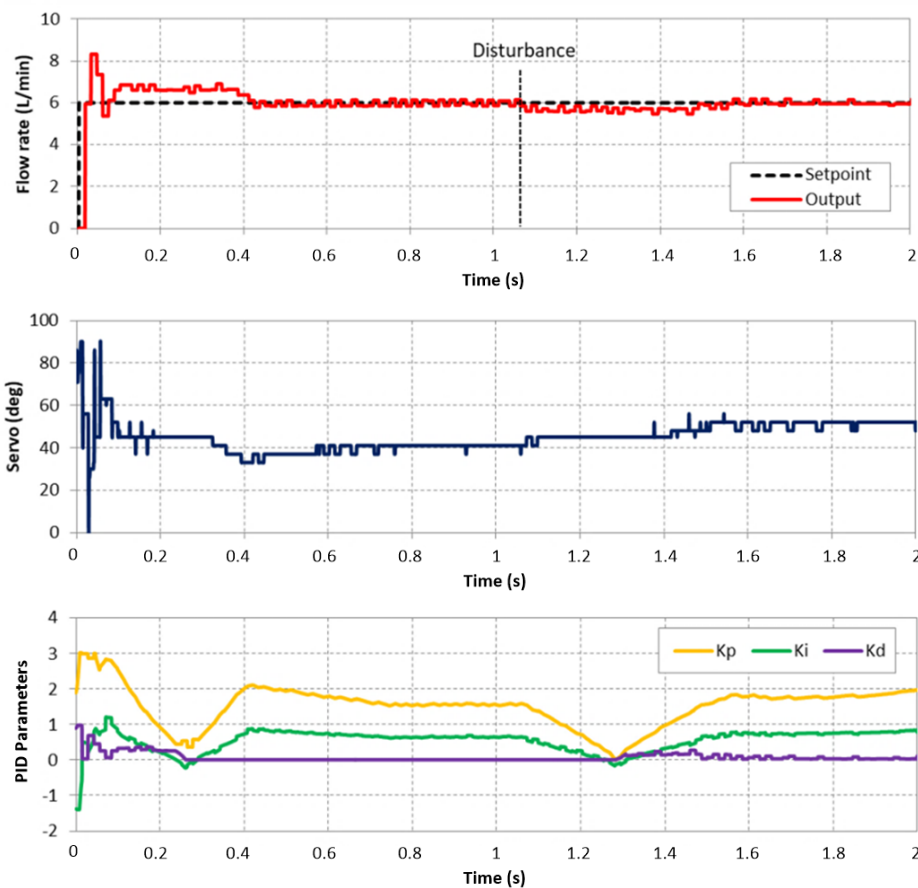 10
8
6
4
2
0
Flow rate (L/min)
Disturbance
Setpoint
Output
0 0.2 0.4 0.6 0.8 1 1.2 1.4 1.6 1.8 2
Time (s)
100
80
60
40
20
0
Servo (deg)
0 0.2 0.4 0.6 0.8 1 1.2 1.4 1.6 1.8 2
Time (s)
4
3
2
1
0
-1
-2
PID Parameters
Kp Ki Kd
0 0.2 0.4 0.6 0.8 1 1.2 1.4 1.6 1.8 2
Time (s)